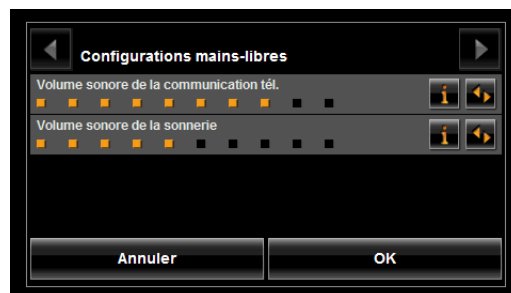 Configurations mains-libres
Volume sonore de la communication tél.
i
Volume sonore de la sonnerie
i
Annuler
OK